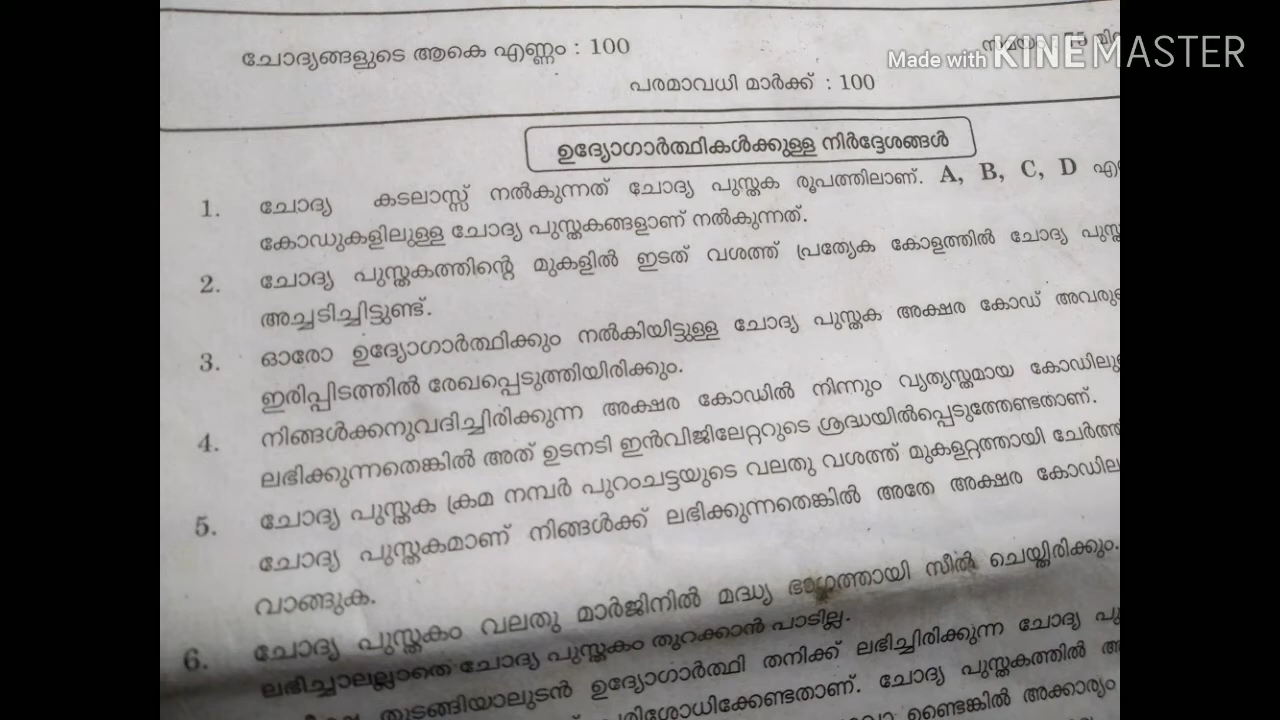 ചോദ്യങ്ങളുടെ ആകെ എണ്ണം : 100
Made with KINEMASTER
പരമാവധി മാർക്ക് : 100
ഉദ്യോഗാർത്ഥികൾക്കുള്ള നിർദ്ദേശങ്ങൾ
1. ചോദ്യ കടലാസ്സ് നൽകുന്നത് ചോദ്യ പുസ്തക രൂപത്തിലാണ്. A, B, C, D
കോഡുകളിലുള്ള ചോദ്യ പുസ്തകങ്ങളാണ് നൽകുന്നത്.
2. ചോദ്യ പുസ്തകത്തിന്റെ മുകളിൽ ഇടത് വശത്ത് പ്രത്യേക കോളത്തിൽ ചോദ്യ
അച്ചടിച്ചിട്ടുണ്ട്.
3. ഓരോ ഉദ്യോഗാർത്ഥിക്കും നൽകിയിട്ടുള്ള ചോദ്യ പുസ്തക അക്ഷര കോഡ്
ഇരിപ്പിടത്തിൽ രേഖപ്പെടുത്തിയിരിക്കും.
4. നിങ്ങൾക്കനുവദിച്ചിരിക്കുന്ന അക്ഷര കോഡിൽ നിന്നും വ്യത്യസ്തമായ
ലഭിക്കുന്നതെങ്കിൽ അത് ഉടനടി ഇൻവിജിലേറ്ററുടെ ശ്രദ്ധയിൽപ്പെടുത്തേണ്ടതാണ്.
5. ചോദ്യ പുസ്തക ക്രമ നമ്പർ പുറംചട്ടയുടെ വലതു വശത്ത് മുകളറ്റത്തായി
ചോദ്യ പുസ്തകമാണ് നിങ്ങൾക്ക് ലഭിക്കുന്നതെങ്കിൽ അതേ അക്ഷര
വാങ്ങുക.
6. ചോദ്യ പുസ്തകം വലതു മാർജിനിൽ മദ്ധ്യ ഭാഗത്തായി സീൽ ചെയ്തിരിക്കും.
ലഭിച്ചാലല്ലാതെ ചോദ്യ പുസ്തകം തുറക്കാൻ പാടില്ല.
തുടങ്ങിയാലുടൻ ഉദ്യോഗാർത്ഥി തനിക്ക് ലഭിച്ചിരിക്കുന്ന ചോദ്യ
ചോദ്യ പുസ്തകത്തിൽ
അക്കാര്യം